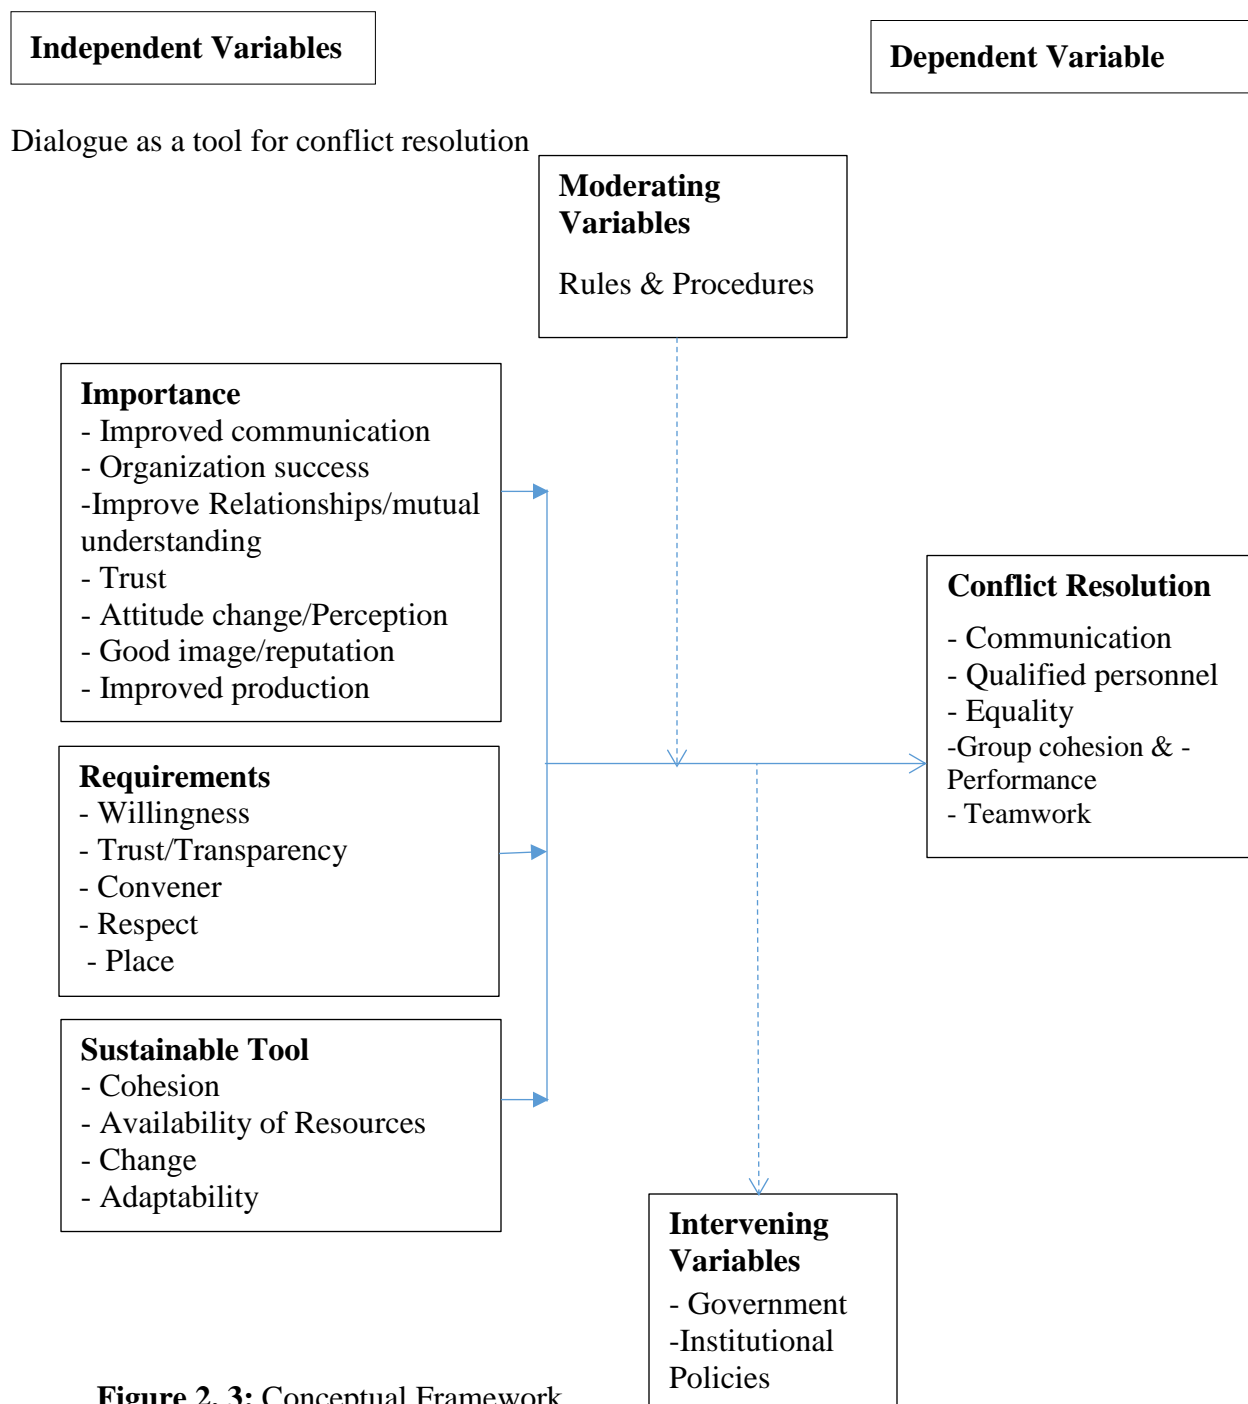 Independent Variables
Dependent Variable
Dialogue as a tool for conflict resolution
Moderating
Variables
Rules & Procedures
Importance
- Improved communication
- Organization success
-Improve Relationships/mutual
understanding
- Trust
- Attitude change/Perception
- Good image/reputation
- Improved production
Requirements
- Willingness
- Trust/Transparency
- Convener
- Respect
- Place
Sustainable Tool
- Cohesion
- Availability of Resources
- Change
- Adaptability
Conflict Resolution
- Communication
- Qualified personnel
- Equality
-Group cohesion & -
Performance
- Teamwork
Intervening
Variables
- Government
-Institutional
Policies
Figure 2. 3: Conceptual Framework